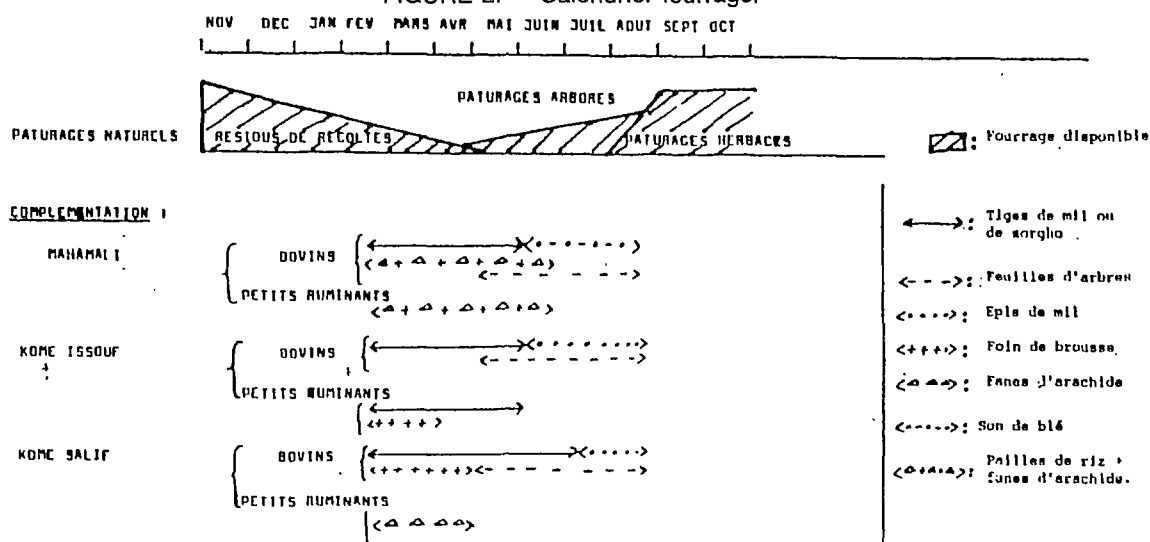 FIGURE 2. Calendrier fourrager
NOV DEC JAN FEV MARS AVR MAI JUIN JUIL AOUT SEPT OCT
PATURAGES ARBORES
PATURAGES NATURELS
RESIDUS DE RECOLTES
PATURAGES HERBACES
: Fourrage disponible
COMPLEMENTATION :
MAHAMALI
BOVINS
PETITS RUMINANTS
KOME ISSOUF
BOVINS
PETITS RUMINANTS
KOME SALIF
BOVINS
PETITS RUMINANTS
: Tiges de mil ou
de sorgho
: Feuilles d'arbres
: Epis de mil
: Foin de brousse
: Fanes d'arachide
: Son de blé
: Pailles de riz +
fanes d'arachide.